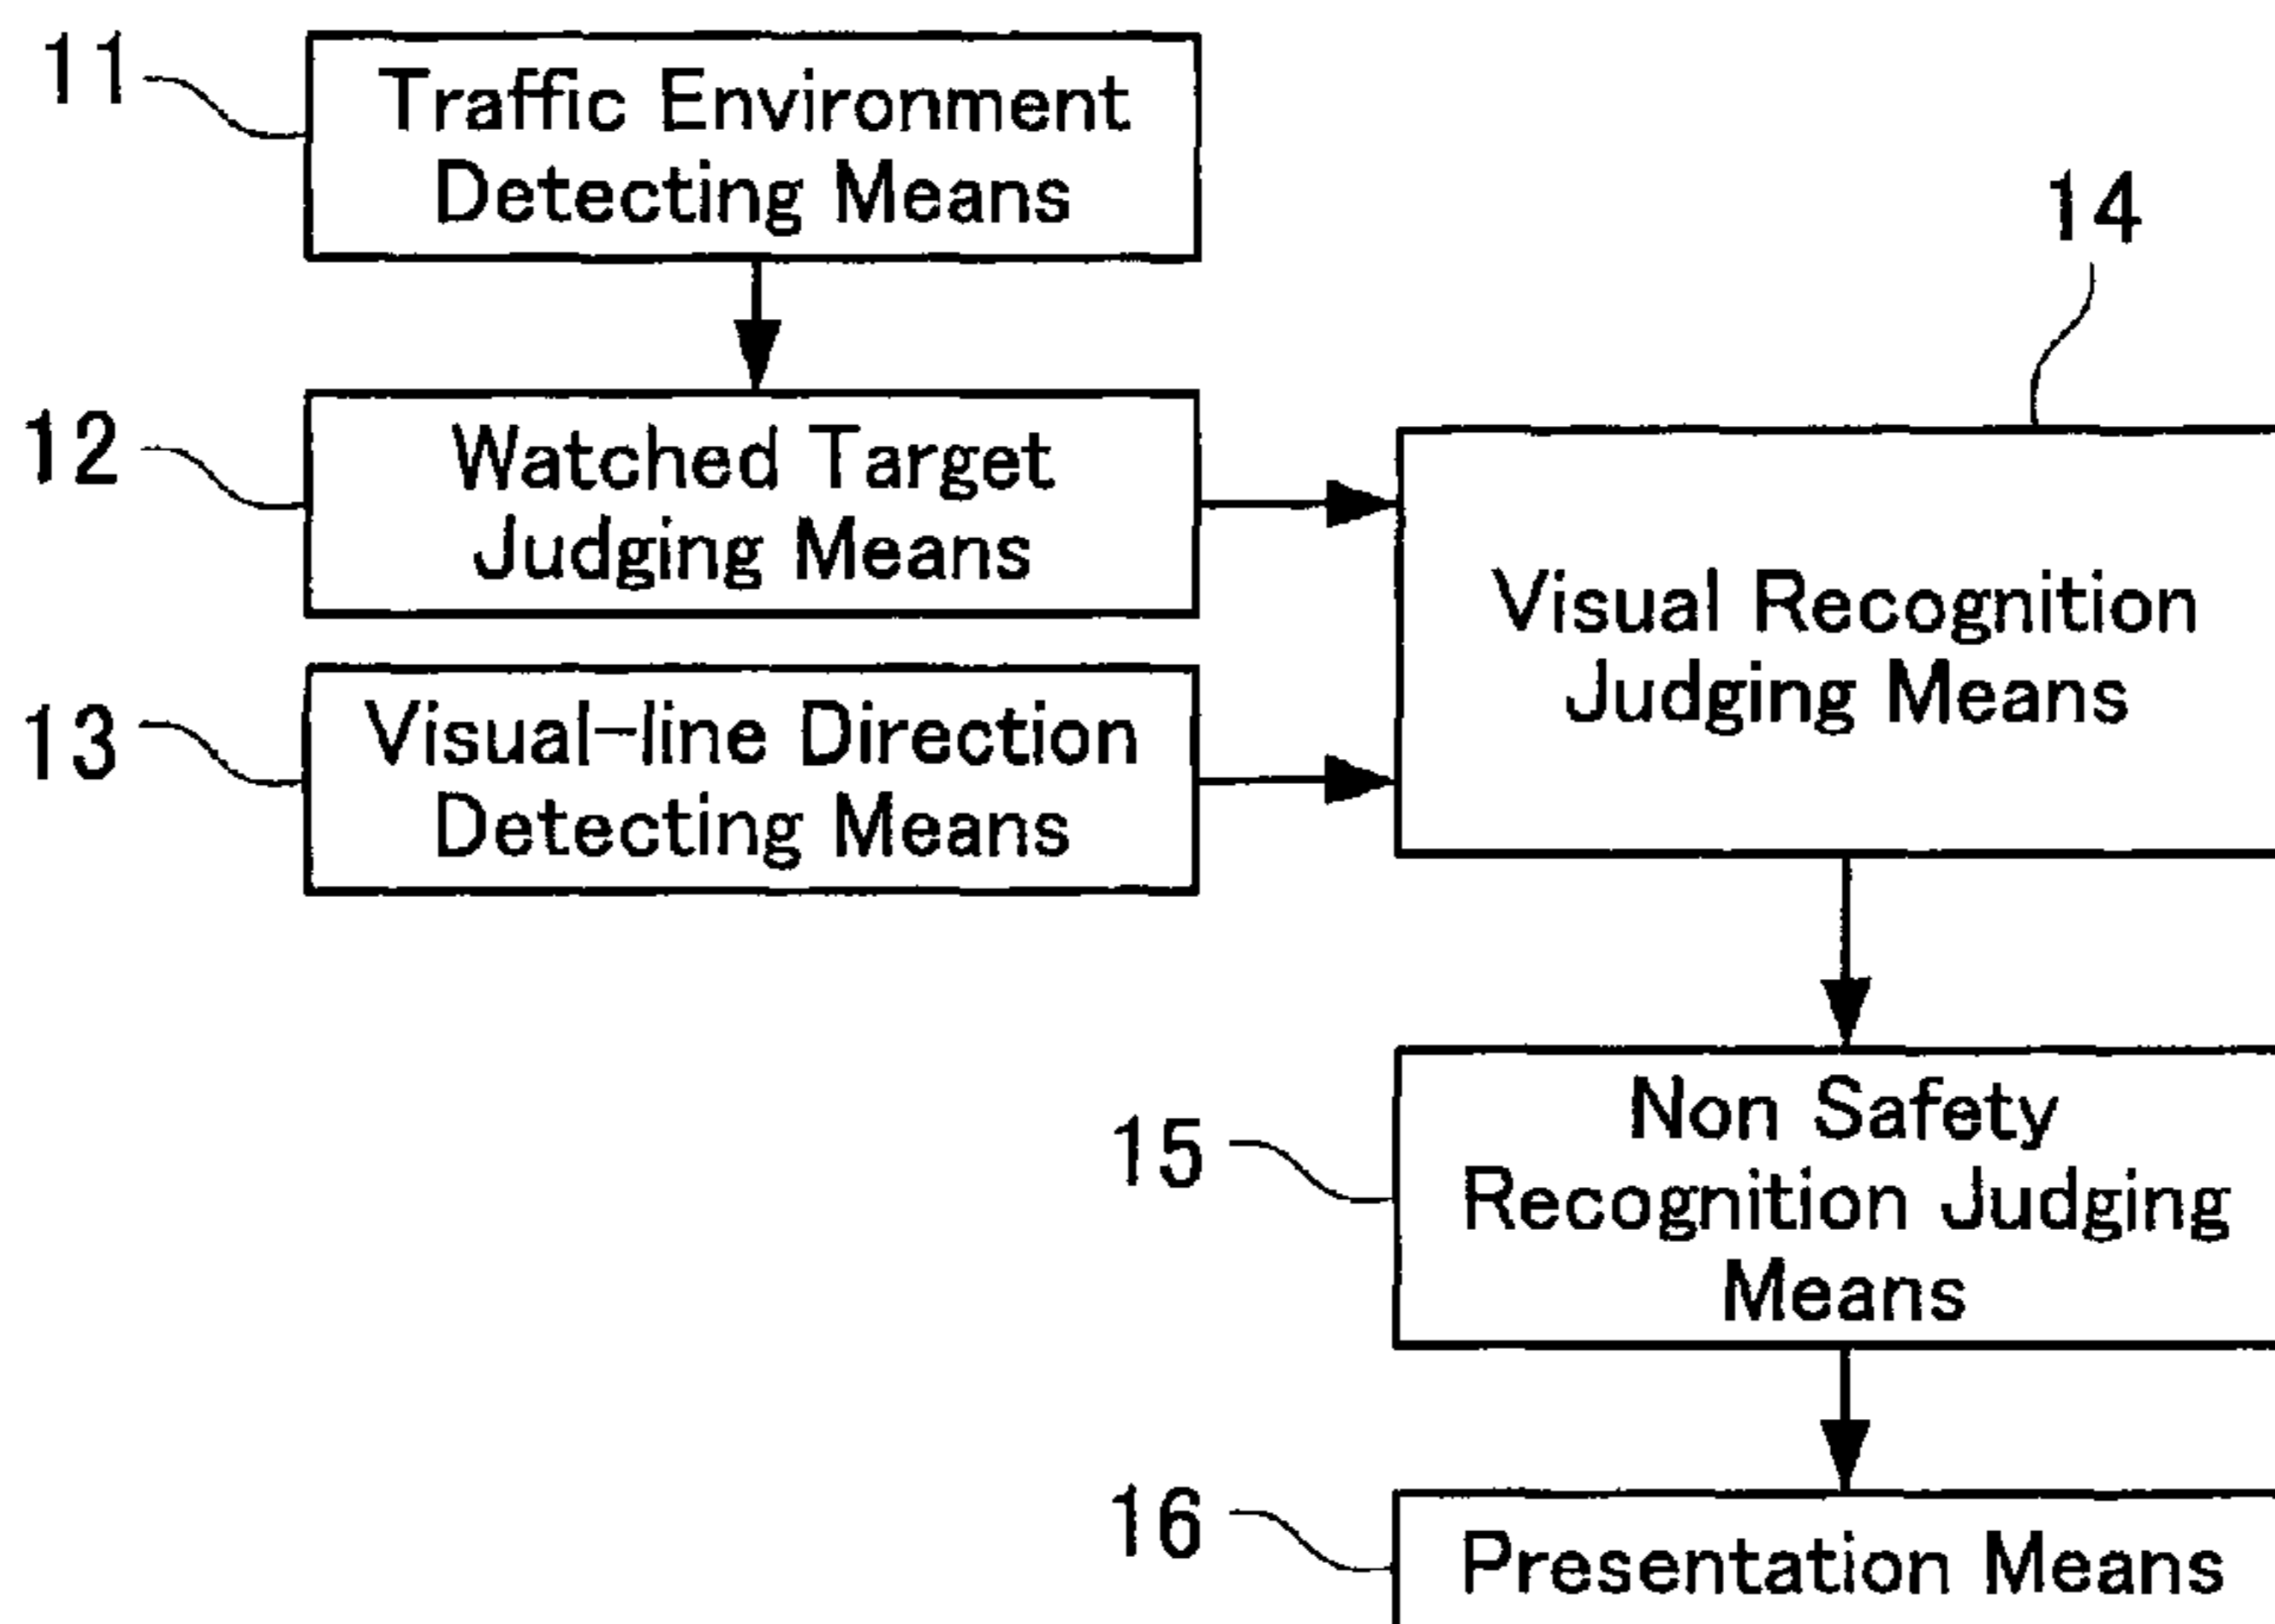 11
Traffic Environment
Detecting Means
14
12
Watched Target
Judging Means
Visual Recognition
Judging Means
13
Visual-line Direction
Detecting Means
15
Non Safety
Recognition Judging
Means
16
Presentation Means